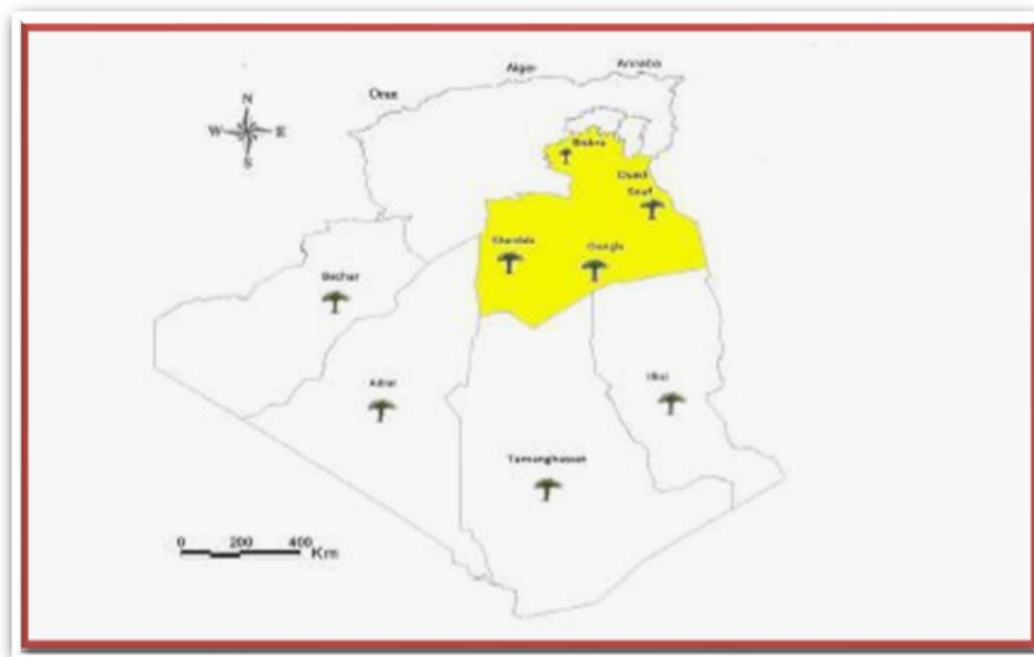 Alger
Annaba
Oran
N
W E
S
Biskra
Oued
Souf
Ghardaia
Ouargla
Bechar
Adrar
Illizi
Tamanghasset
0 200 400 Km